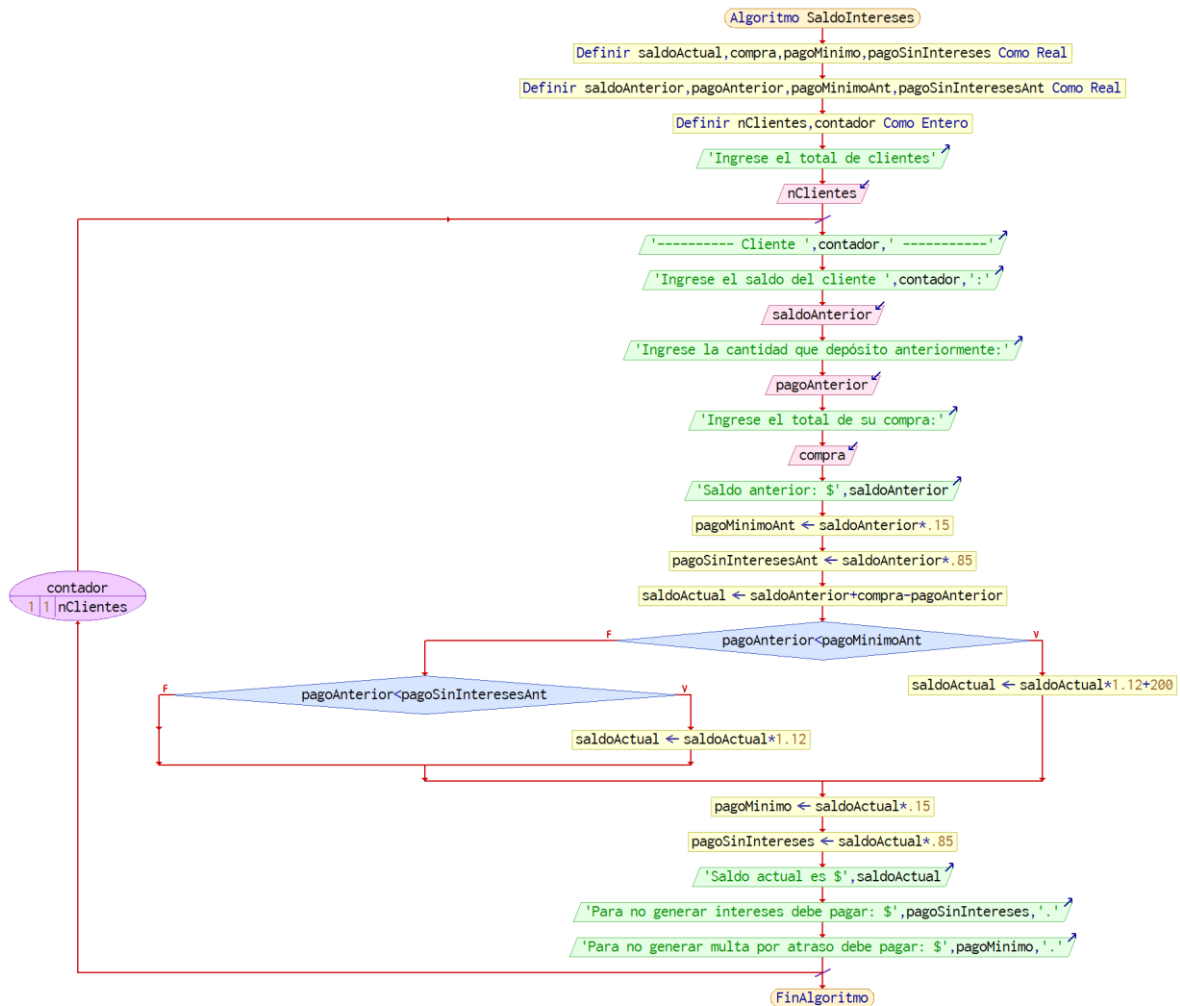 Algoritmo SaldoIntereses
Definir saldoActual,compra,pagoMinimo,pagoSinIntereses Como Real
Definir saldoAnterior,pagoAnterior,pagoMinimoAnt,pagoSinInteresesAnt Como Real
Definir nClientes,contador Como Entero
'Ingrese el total de clientes'
nClientes
'---------- Cliente ',contador,' -----------'
'Ingrese el saldo del cliente ',contador,':'
saldoAnterior
'Ingrese la cantidad que depósito anteriormente:'
pagoAnterior
'Ingrese el total de su compra:'
compra
'Saldo anterior: $',saldoAnterior
pagoMinimoAnt ← saldoAnterior*.15
pagoSinInteresesAnt ← saldoAnterior*.85
contador
1 1 nClientes
saldoActual ← saldoAnterior+compra-pagoAnterior
F pagoAnterior<pagoMinimoAnt V
saldoActual ← saldoActual*1.12+200
F pagoAnterior<pagoSinInteresesAnt V
saldoActual ← saldoActual*1.12
pagoMinimo ← saldoActual*.15
pagoSinIntereses ← saldoActual*.85
'Saldo actual es $',saldoActual
'Para no generar intereses debe pagar: $',pagoSinIntereses,'.'
'Para no generar multa por atraso debe pagar: $',pagoMinimo,'.'
FinAlgoritmo